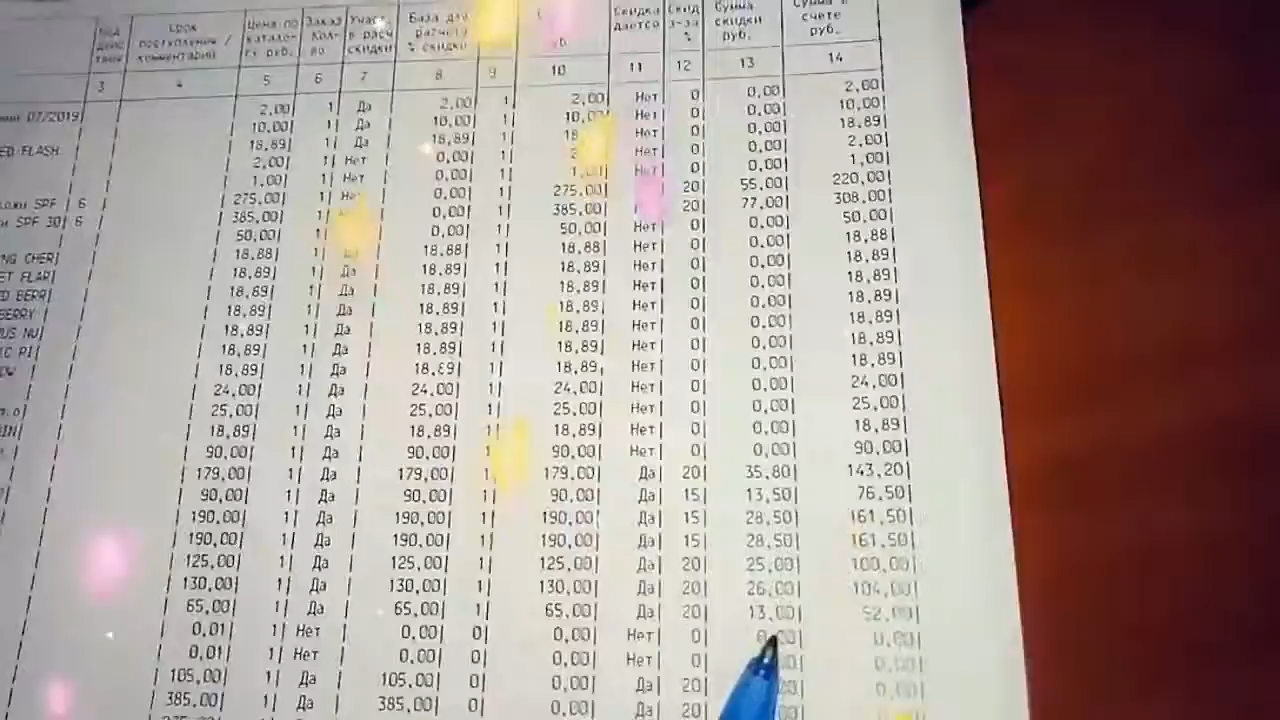 Срок Цена по Заказ Участ База для Скидка Скид Сумма Сумма в
поступления / катало- Кол- в расч расчета дается з-за скидки счете
комментарий гу руб. во скидки % скидки % руб. руб.
3 4 5 6 7 8 9 10 11 12 13 14
07/2019 2,00 1 Да 2,00 1 2,00 Нет 0 0,00 2,00
10,00 1 Да 10,00 1 10,00 Нет 0 0,00 10,00
ED FLASH 18,89 1 Да 18,89 1 18 Нет 0 0,00 18,89
2,00 1 Нет 0,00 1 2 Нет 0 0,00 2,00
1,00 1 Нет 0,00 1 Нет 0 0,00 1,00
кожи SPF 6 275,00 1 0,00 1 275,00 20 55,00 220,00
SPF 30 6 385,00 1 0,00 1 385,00 20 77,00 308,00
50,00 1 0,00 1 50,00 Нет 0 0,00 50,00
NG CHER 18,88 1 18,88 1 18,88 Нет 0 0,00 18,88
ET FLAR 18,89 1 Да 18,89 1 18,89 Нет 0 0,00 18,89
ED BERR 18,89 1 Да 18,89 1 18,89 Нет 0 0,00 18,89
BERRY 18,89 1 Да 18,89 1 18,89 Нет 0 0,00 18,89
US NU 18,89 1 Да 18,89 1 18,89 Нет 0 0,00 18,89
IC PI 18,89 1 Да 18,89 1 18,89 Нет 0 0,00 18,89
18,89 1 Да 18,89 1 18,89 Нет 0 0,00 18,89
24,00 1 Да 24,00 1 24,00 Нет 0 0,00 24,00
25,00 1 Да 25,00 1 25,00 Нет 0 0,00 25,00
IN 18,89 1 Да 18,89 1 18,89 Нет 0 0,00 18,89
90,00 1 Да 90,00 1 90,00 Нет 0 0,00 90,00
179,00 1 Да 179,00 1 179,00 Да 20 35,80 143,20
90,00 1 Да 90,00 1 90,00 Да 15 13,50 76,50
190,00 1 Да 190,00 1 190,00 Да 15 28,50 161,50
190,00 1 Да 190,00 1 190,00 Да 15 28,50 161,50
125,00 1 Да 125,00 1 125,00 Да 20 25,00 100,00
130,00 1 Да 130,00 1 130,00 Да 20 26,00 104,00
65,00 1 Да 65,00 1 65,00 Да 20 13,00 52,00
0,01 1 Нет 0,00 0 0,00 Нет 0 0,00 0,00
0,01 1 Нет 0,00 0 0,00 Нет 0 0,00
105,00 1 Да 105,00 0 0,00 Да 20 0,00
385,00 1 Да 385,00 0 0,00 Да 20